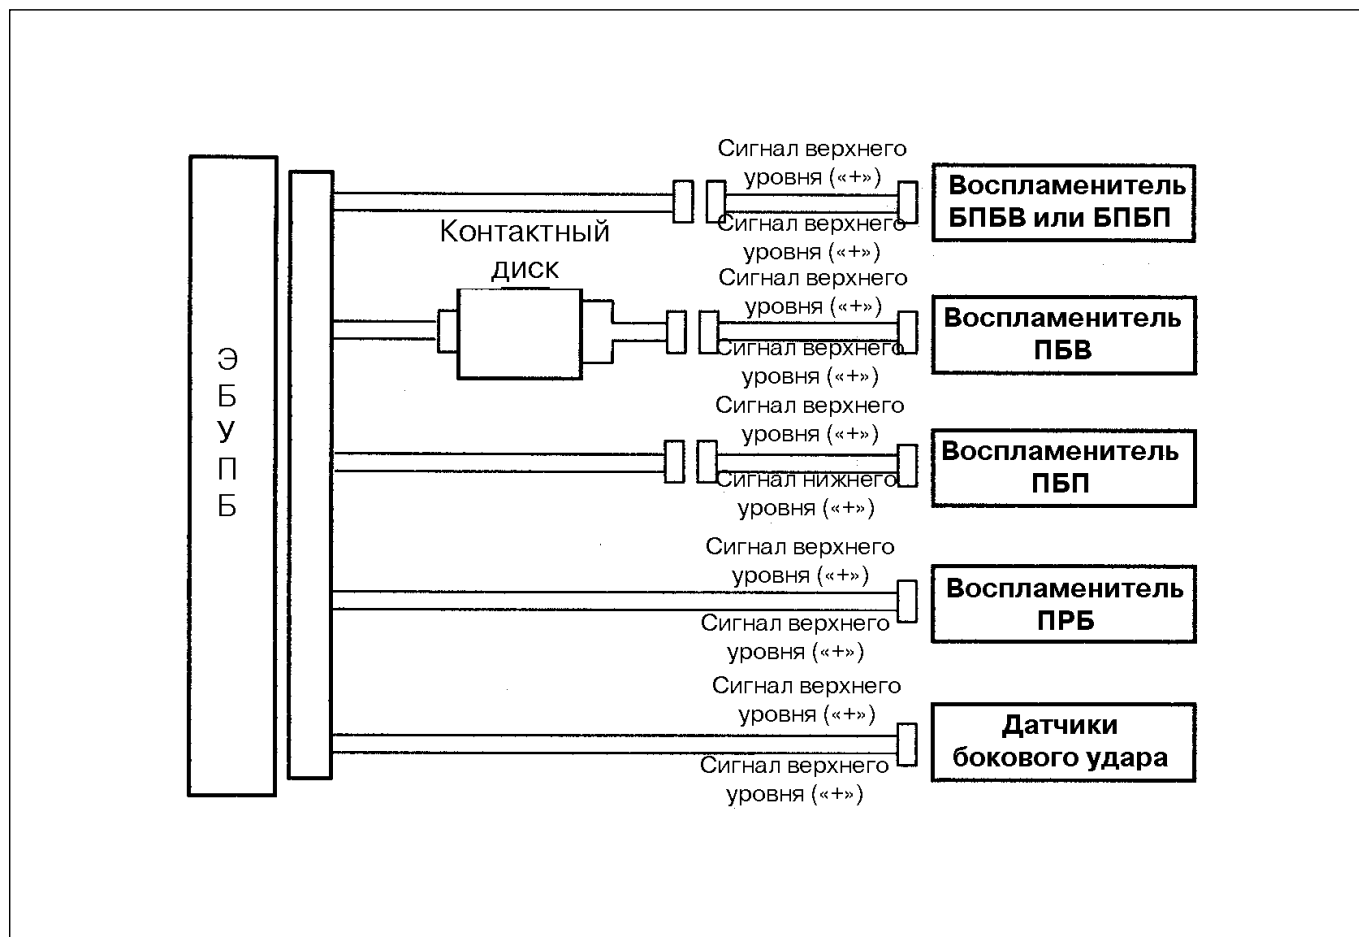 Сигнал верхнего
уровня («+»)
Воспламенитель
БПБВ или БПБП
Сигнал верхнего
уровня («+»)
Контактный
диск
Сигнал верхнего
уровня («+»)
Воспламенитель
ПБВ
Сигнал верхнего
уровня («+»)
Э
Б
У
П
Б
Сигнал верхнего
уровня («+»)
Воспламенитель
ПБП
Сигнал нижнего
уровня («+»)
Сигнал верхнего
уровня («+»)
Воспламенитель
ПРБ
Сигнал верхнего
уровня («+»)
Сигнал верхнего
уровня («+»)
Датчики
бокового удара
Сигнал верхнего
уровня («+»)